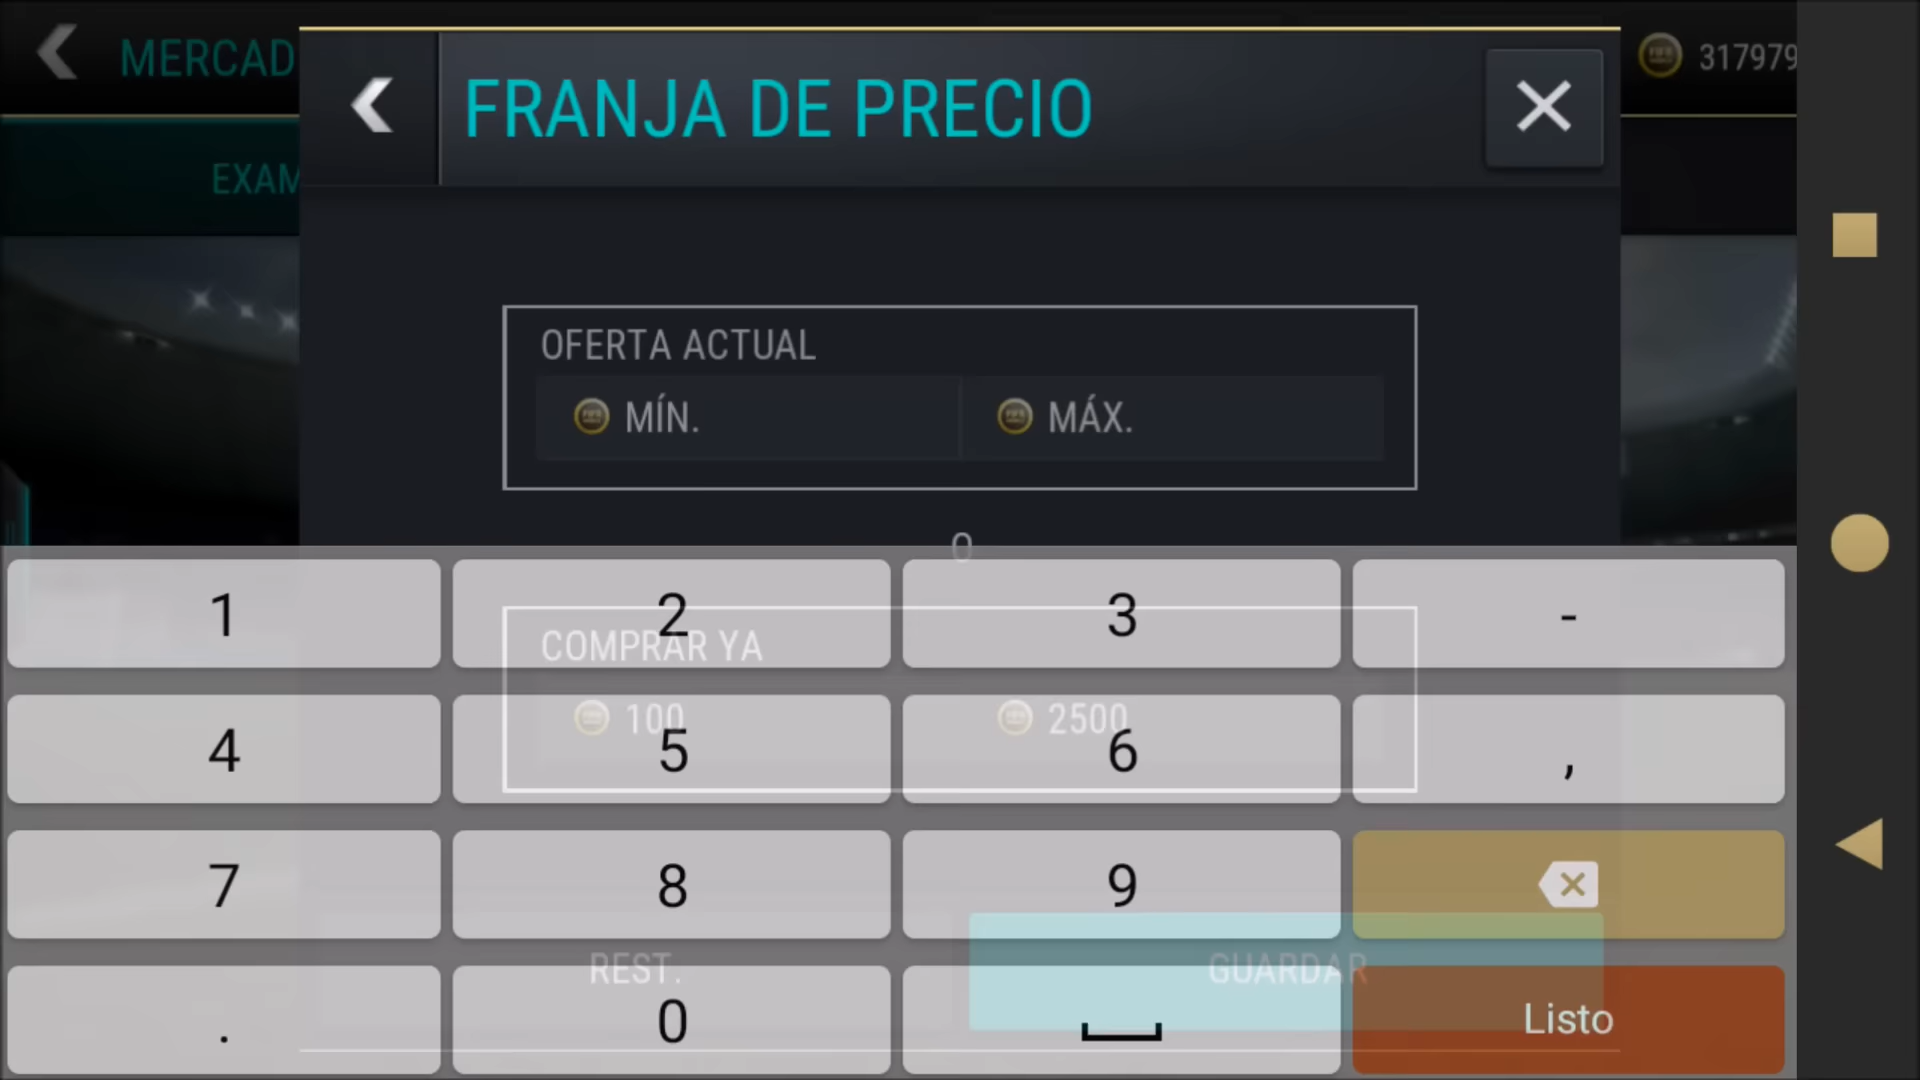 MERCAD
FRANJA DE PRECIO
317979
EXAM
OFERTA ACTUAL
MÍN. MÁX.
O
1 2 3 -
COMPRAR YA
100 2500
4 5 6 ,
7 8 9
REST. GUARDAR
. 0 Listo